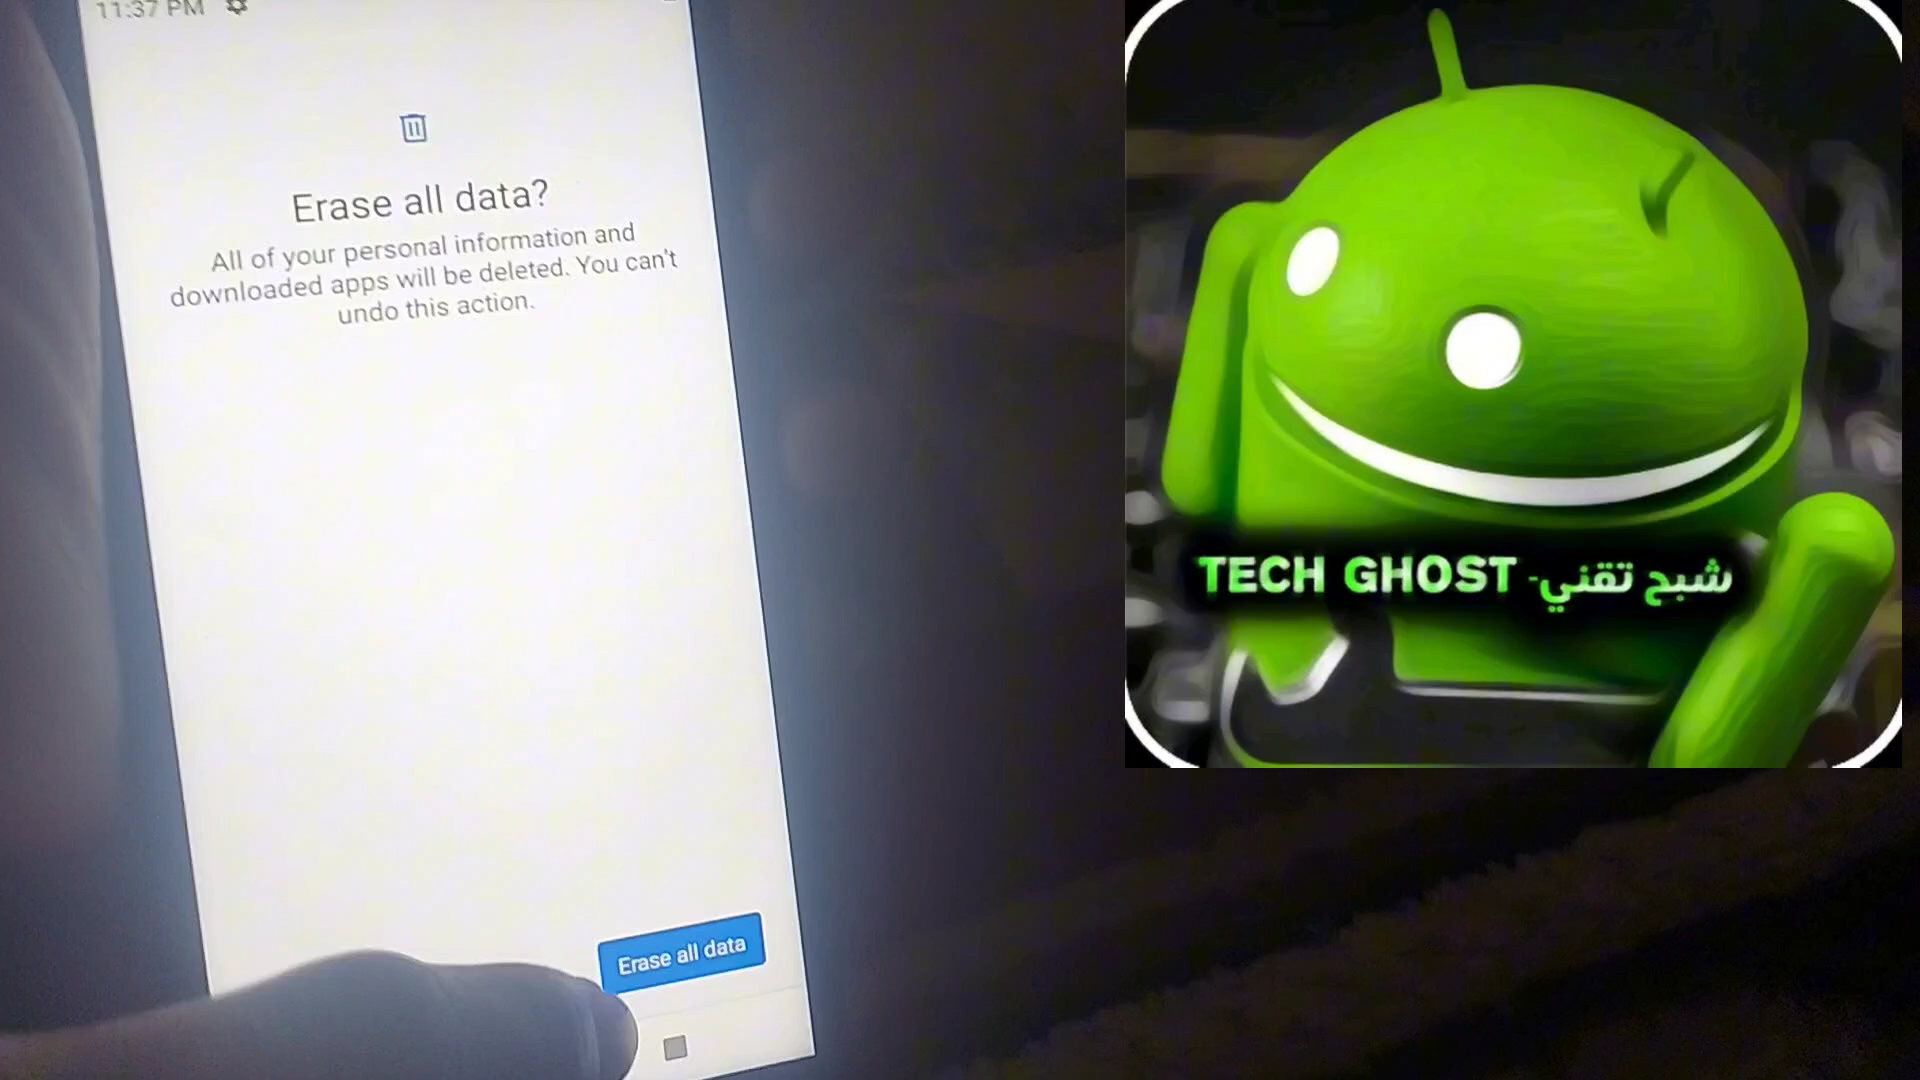 11:37 PM
Erase all data?
All of your personal information and
downloaded apps will be deleted. You can't
undo this action.
Erase all data
TECH GHOST -شبح تقني